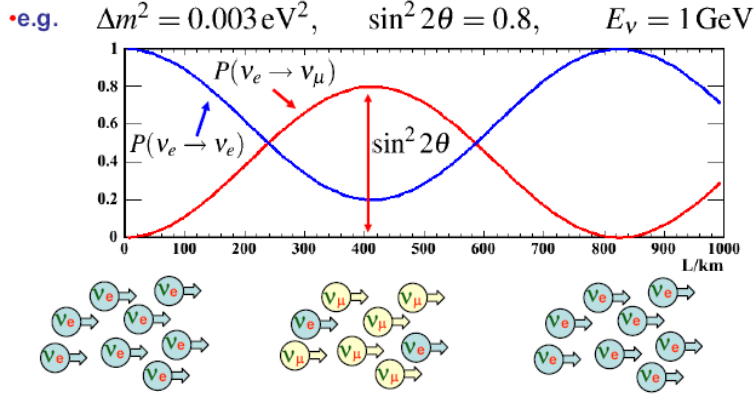 •e.g. Δm² = 0.003 eV², sin² 2θ = 0.8, E_ν = 1 GeV
1
0.8
0.6
0.4
0.2
0
P(ν_e → ν_μ)
P(ν_e → ν_e)
sin² 2θ
0 100 200 300 400 500 600 700 800 900 1000
L/km
ν_e ν_e ν_e ν_e ν_e ν_e ν_e ν_e
ν_μ ν_μ ν_e ν_μ ν_μ ν_μ ν_e ν_μ
ν_e ν_e ν_e ν_e ν_e ν_e ν_e ν_e